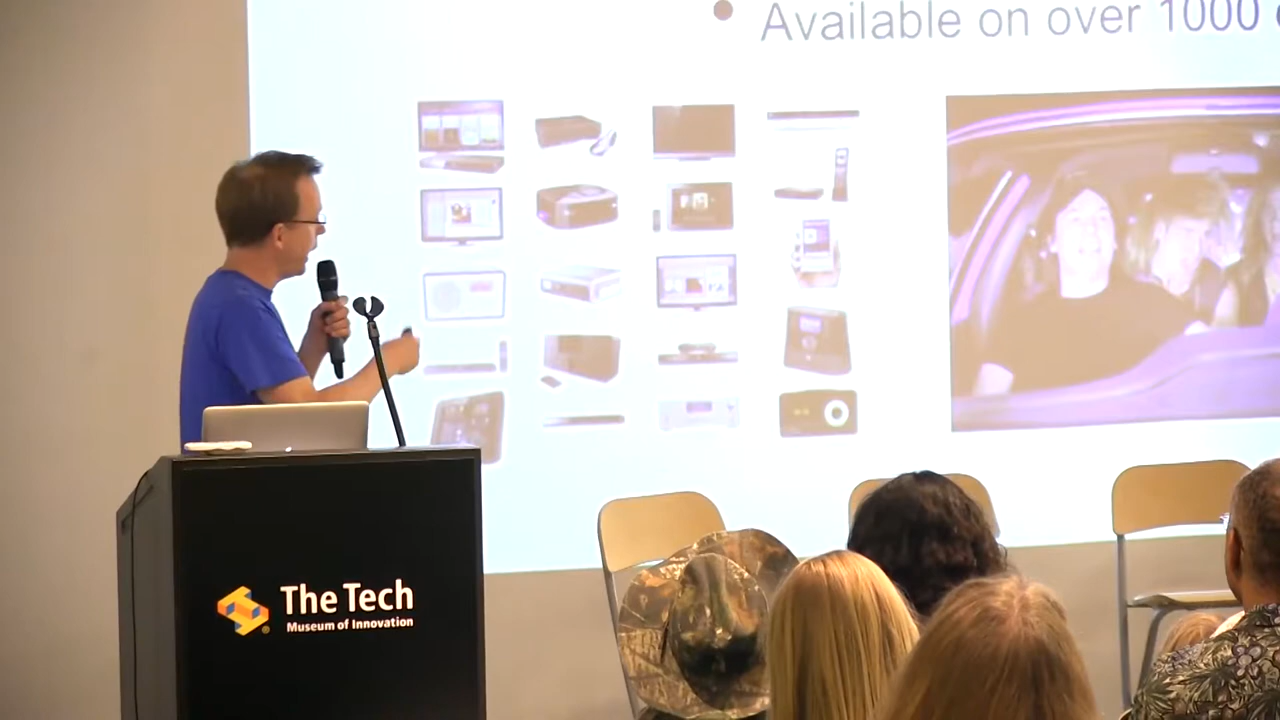 • Available on over 1000
The Tech
Museum of Innovation